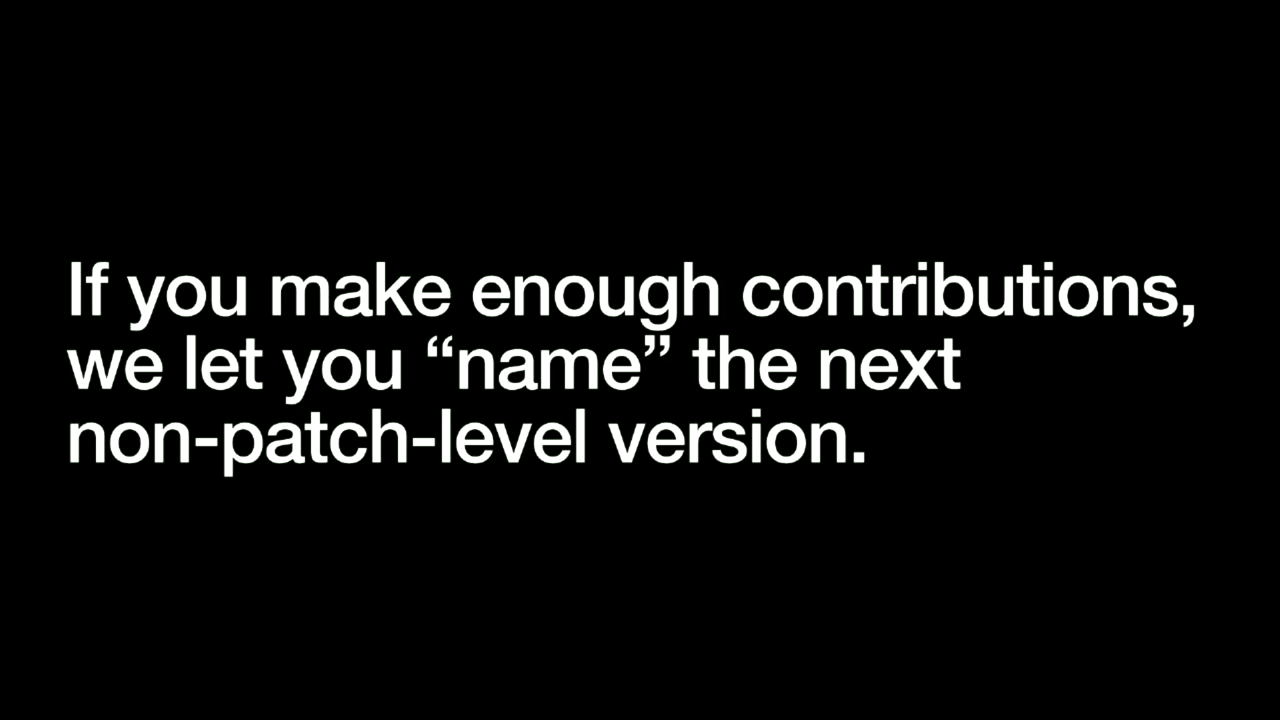 If you make enough contributions,
we let you “name” the next
non-patch-level version.